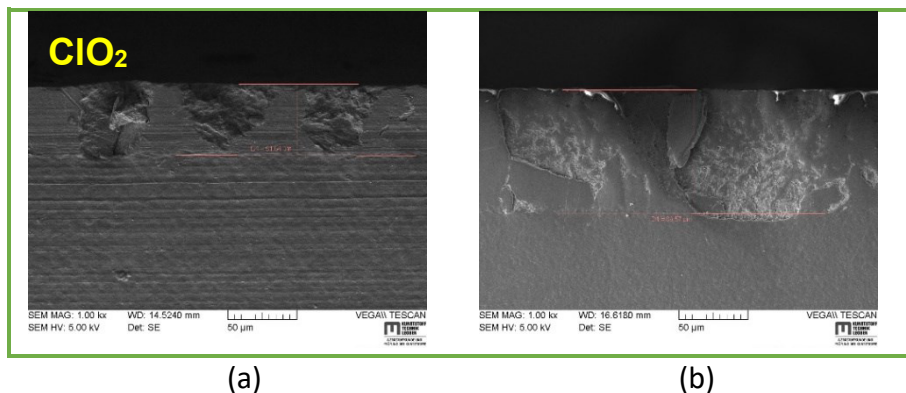 ClO₂
SEM MAG: 1.00 kx WD: 14.5240 mm VEGA\\ TESCAN
SEM HV: 5.00 kV Det: SE 50 µm
SEM MAG: 1.00 kx WD: 16.6180 mm VEGA\\ TESCAN
SEM HV: 5.00 kV Det: SE 50 µm
(a)
(b)